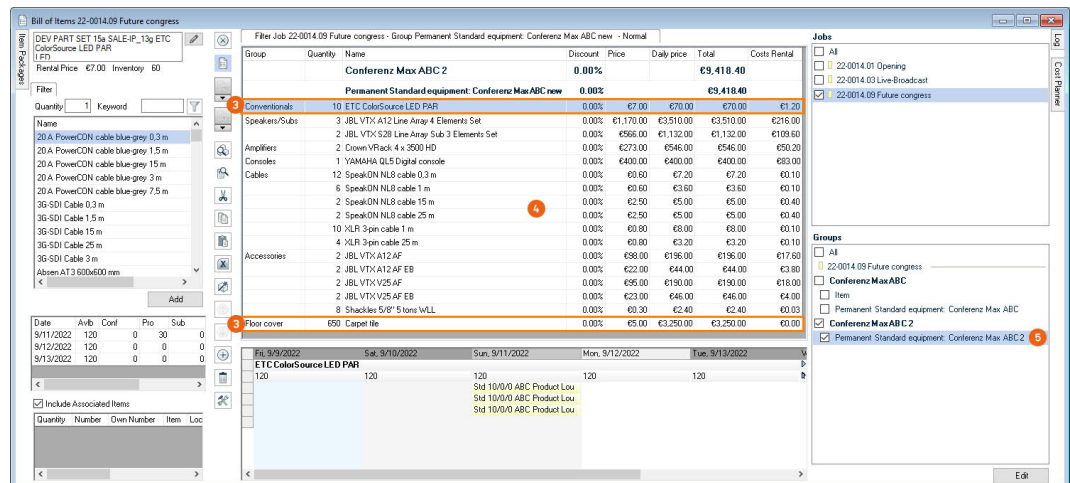 Bill of Items 22-0014.09 Future congress
Item Packages
DEV PART SET 15a SALE-IP_13g ETC
ColorSource LED PAR
LED
Rental Price €7.00 Inventory 60
Filter
Quantity 1 Keyword
Name
20 A PowerCON cable blue-grey 0,3 m
20 A PowerCON cable blue-grey 1,5 m
20 A PowerCON cable blue-grey 15 m
20 A PowerCON cable blue-grey 3 m
20 A PowerCON cable blue-grey 7,5 m
3G-SDI Cable 0,3 m
3G-SDI Cable 1,5 m
3G-SDI Cable 15 m
3G-SDI Cable 25 m
3G-SDI Cable 3 m
Absen AT3 600x600 mm
Add
Date Avlb Conf Pro Sub
9/11/2022 120 0 30 0
9/12/2022 120 0 0 0
9/13/2022 120 0 0 0
Include Associated Items
Quantity Number Own Number Item Loc
Filter Job 22-0014.09 Future congress - Group Permanent Standard equipment: Conferenz Max ABC new - Normal
Group Quantity Name Discount Price Daily price Total Costs Rental
Conferenz Max ABC 2 0.00% €9,418.40
Permanent Standard equipment: Conferenz Max ABC new 0.00% €9,418.40
3 Conventionals 10 ETC ColorSource LED PAR 0.00% €7.00 €70.00 €70.00 €1.20
Speakers/Subs 3 JBL VTX A12 Line Array 4 Elements Set 0.00% €1,170.00 €3,510.00 €3,510.00 €216.00
2 JBL VTX S28 Line Array Sub 3 Elements Set 0.00% €566.00 €1,132.00 €1,132.00 €109.60
Amplifiers 2 Crown VRack 4 x 3500 HD 0.00% €273.00 €546.00 €546.00 €50.20
Consoles 1 YAMAHA QL5 Digital console 0.00% €400.00 €400.00 €400.00 €83.00
Cables 12 SpeakON NL8 cable 0,3 m 0.00% €0.60 €7.20 €7.20 €0.10
6 SpeakON NL8 cable 1 m 0.00% €0.60 €3.60 €3.60 €0.10
2 SpeakON NL8 cable 15 m 0.00% €2.50 €5.00 €5.00 €0.40
2 SpeakON NL8 cable 25 m 0.00% €2.50 €5.00 €5.00 €0.40
4
10 XLR 3-pin cable 1 m 0.00% €0.80 €8.00 €8.00 €0.10
4 XLR 3-pin cable 25 m 0.00% €0.80 €3.20 €3.20 €0.10
Accessories 2 JBL VTX A12 AF 0.00% €98.00 €196.00 €196.00 €17.60
2 JBL VTX A12 AF EB 0.00% €22.00 €44.00 €44.00 €3.80
2 JBL VTX V25 AF 0.00% €95.00 €190.00 €190.00 €18.00
2 JBL VTX V25 AF EB 0.00% €23.00 €46.00 €46.00 €4.00
8 Shackles 5/8" 5 tons WLL 0.00% €0.30 €2.40 €2.40 €0.03
3 Floor cover 650 Carpet tile 0.00% €5.00 €3,250.00 €3,250.00 €0.00
Fri, 9/9/2022 Sat, 9/10/2022 Sun, 9/11/2022 Mon, 9/12/2022 Tue, 9/13/2022
ETC ColorSource LED PAR
120 120 120 120 120
Std 10/0/0 ABC Product Lou
Std 10/0/0 ABC Product Lou
Std 10/0/0 ABC Product Lou
Jobs
All
22-0014.01 Opening
22-0014.03 Live-Broadcast
22-0014.09 Future congress
Groups
All
22-0014.09 Future congress
Conferenz Max ABC
Item
Permanent Standard equipment: Conferenz Max ABC
Conferenz Max ABC 2
Permanent Standard equipment: Conferenz Max ABC 2 5
Edit
Log
Cost Planner